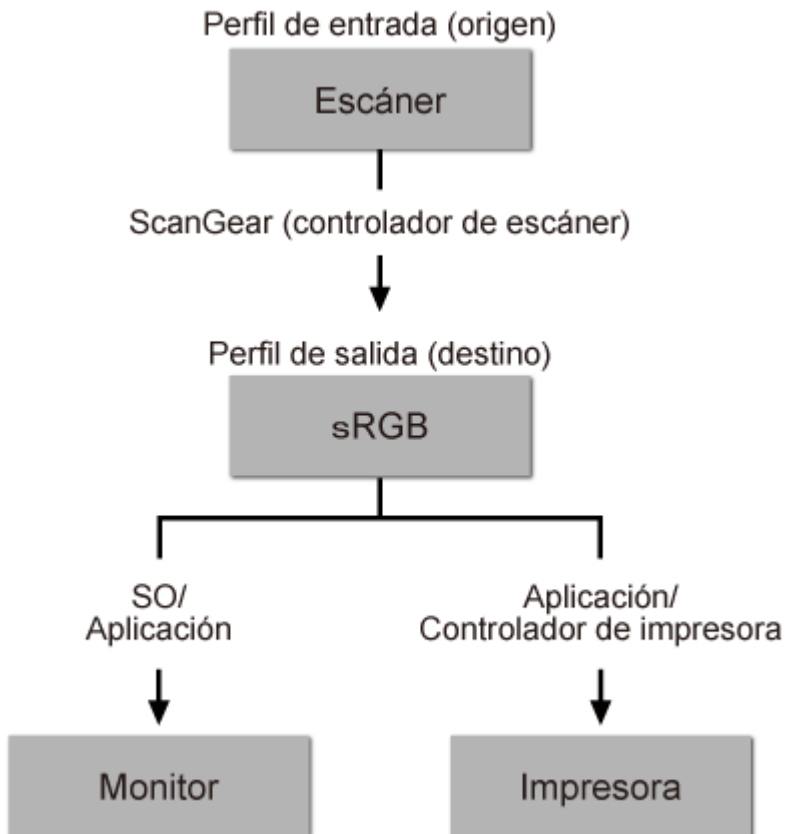 Perfil de entrada (origen)
Escáner
ScanGear (controlador de escáner)
Perfil de salida (destino)
sRGB
SO/
Aplicación
Aplicación/
Controlador de impresora
Monitor
Impresora